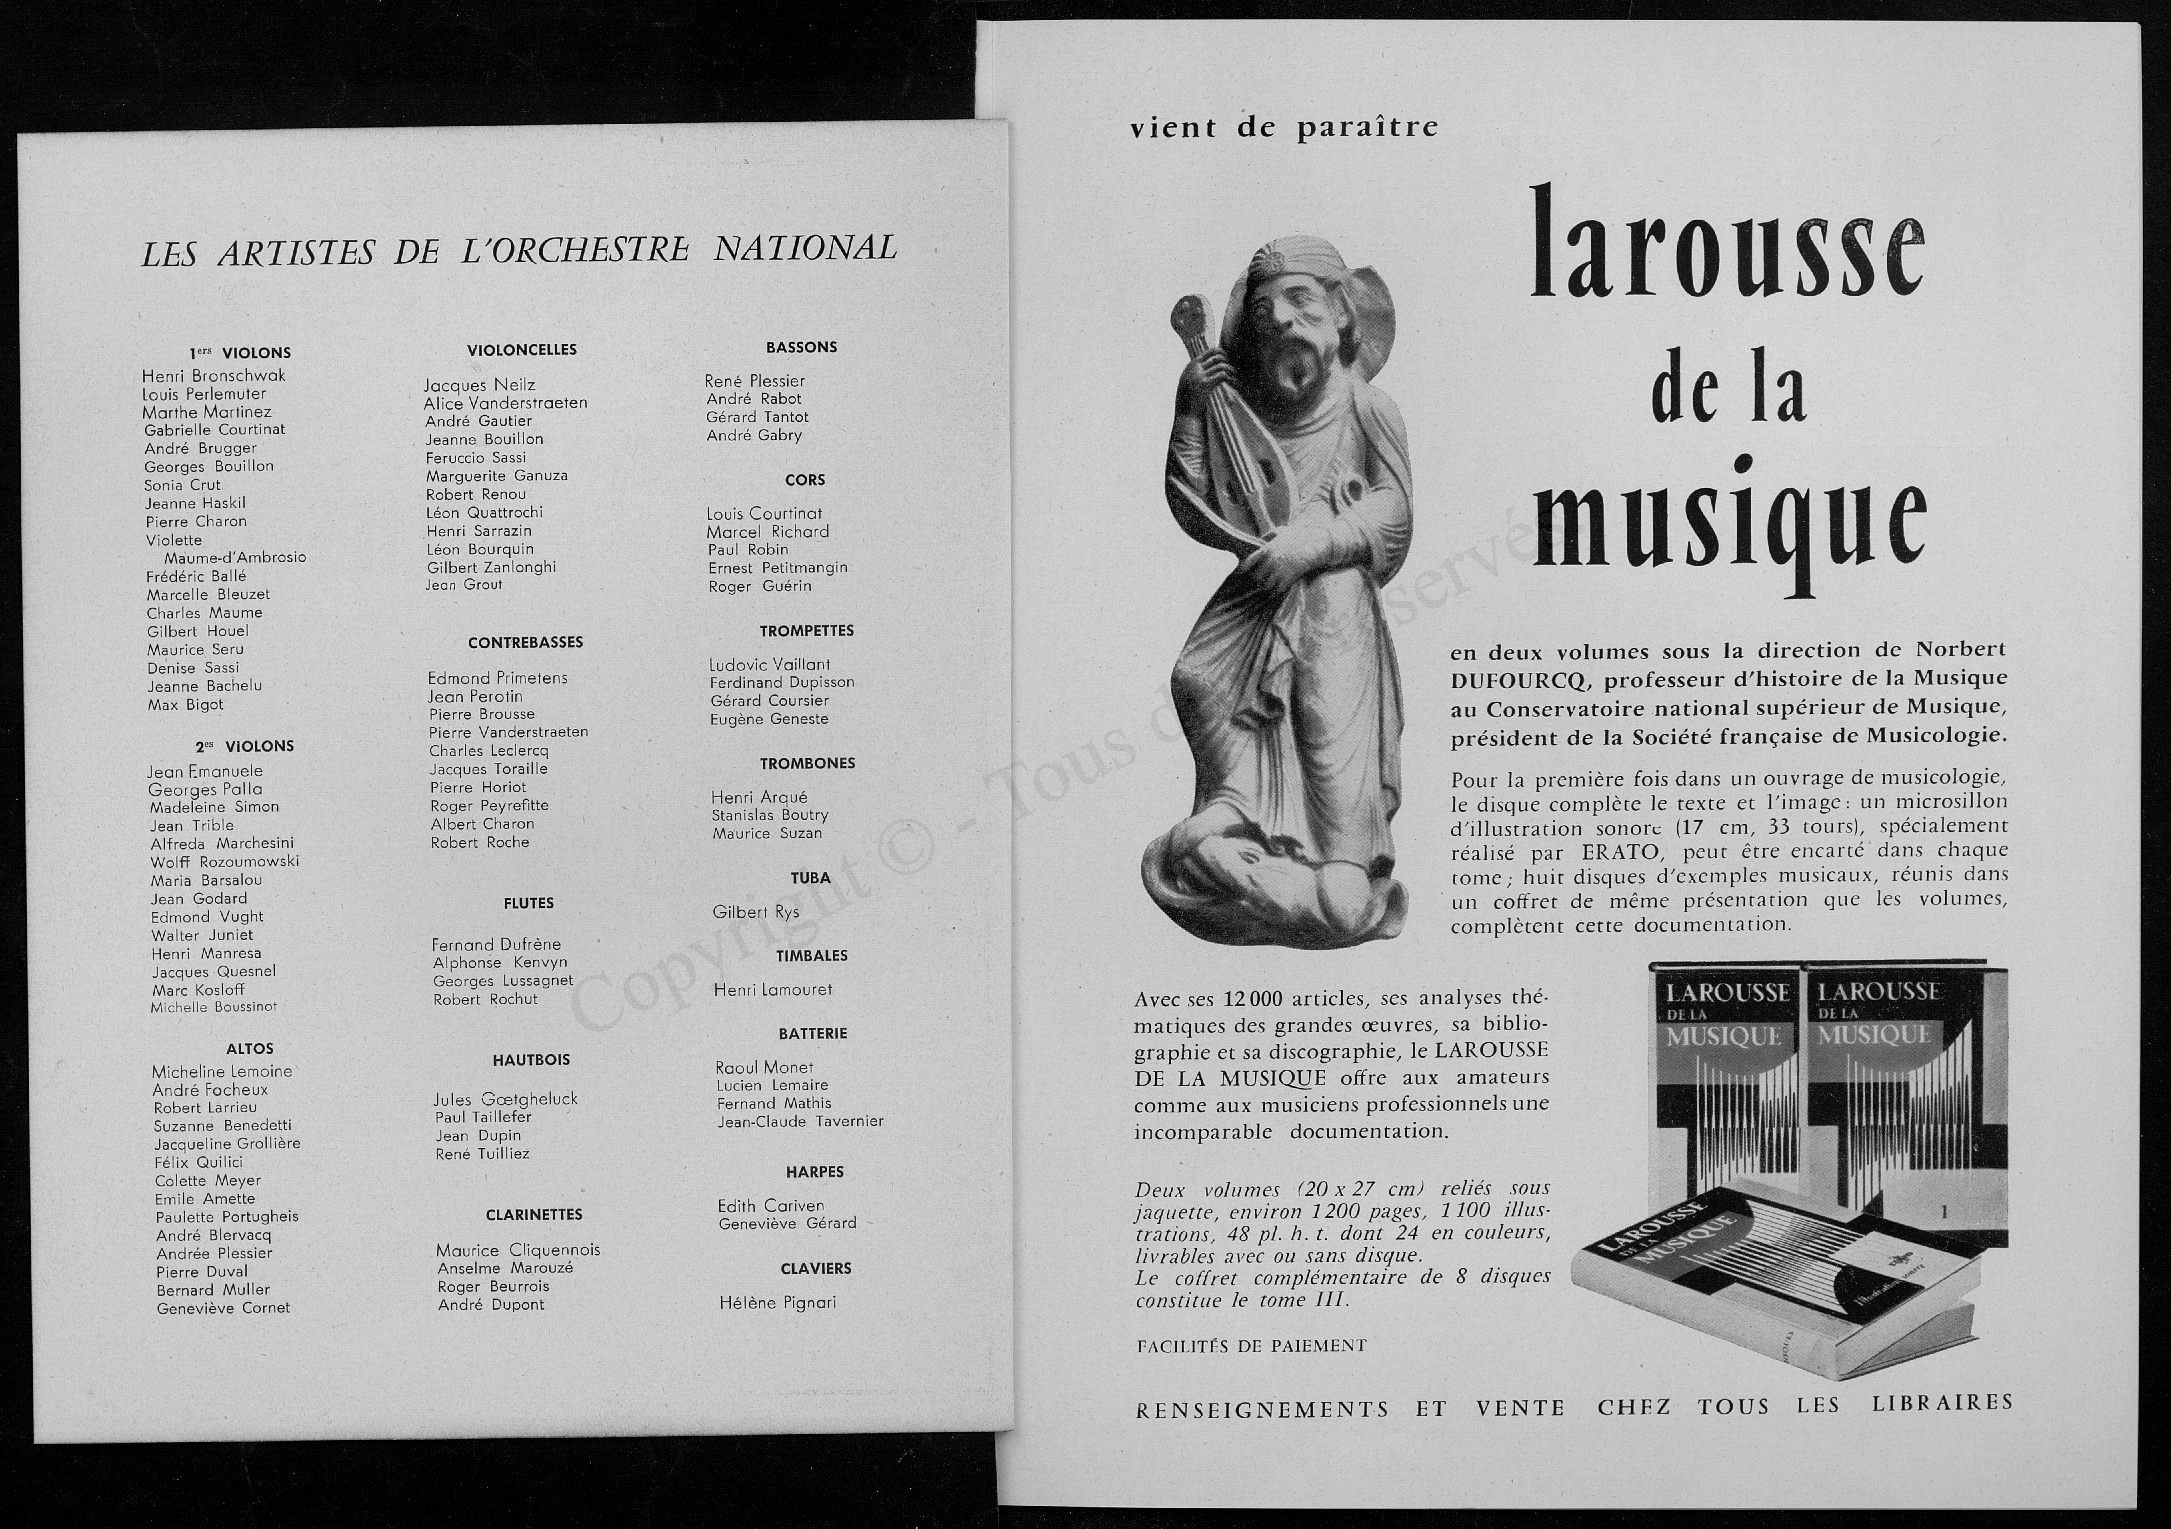 LES ARTISTES DE L'ORCHESTRE NATIONAL
1ers VIOLONS
Henri Bronschwak
Louis Perlemuter
Marthe Martinez
Gabrielle Courtinat
André Brugger
Georges Bouillon
Sonia Crut
Jeanne Haskil
Pierre Charon
Violette
Maume-d'Ambrosio
Frédéric Ballé
Marcelle Bleuzet
Charles Maume
Gilbert Houel
Maurice Seru
Denise Sassi
Jeanne Bachelu
Max Bigot
2es VIOLONS
Jean Emanuele
Georges Palla
Madeleine Simon
Jean Trible
Alfreda Marchesini
Wolff Rozoumowski
Maria Barsalou
Jean Godard
Edmond Vught
Walter Juniet
Henri Manresa
Jacques Quesnel
Marc Kosloff
Michelle Boussinot
ALTOS
Micheline Lemoine
André Focheux
Robert Larrieu
Suzanne Benedetti
Jacqueline Grollière
Félix Quilici
Colette Meyer
Emile Amette
Paulette Portugheis
André Blervacq
Andrée Plessier
Pierre Duval
Bernard Muller
Geneviève Cornet
VIOLONCELLES
Jacques Neilz
Alice Vanderstraeten
André Gautier
Jeanne Bouillon
Feruccio Sassi
Marguerite Ganuza
Robert Renou
Léon Quattrochi
Henri Sarrazin
Léon Bourquin
Gilbert Zanlonghi
Jean Grout
CONTREBASSES
Edmond Primetens
Jean Perotin
Pierre Brousse
Pierre Vanderstraeten
Charles Leclercq
Jacques Toraille
Pierre Horiot
Roger Peyrefitte
Albert Charon
Robert Roche
FLUTES
Fernand Dufrène
Alphonse Kenvyn
Georges Lussagnet
Robert Rochut
HAUTBOIS
Jules Gœtgheluck
Paul Taillefer
Jean Dupin
René Tuilliez
CLARINETTES
Maurice Cliquennois
Anselme Marouzé
Roger Beurrois
André Dupont
BASSONS
René Plessier
André Rabot
Gérard Tantot
André Gabry
CORS
Louis Courtinat
Marcel Richard
Paul Robin
Ernest Petitmangin
Roger Guérin
TROMPETTES
Ludovic Vaillant
Ferdinand Dupisson
Gérard Coursier
Eugène Geneste
TROMBONES
Henri Arqué
Stanislas Boutry
Maurice Suzan
TUBA
Gilbert Rys
TIMBALES
Henri Lamouret
BATTERIE
Raoul Monet
Lucien Lemaire
Fernand Mathis
Jean-Claude Tavernier
HARPES
Edith Cariven
Geneviève Gérard
CLAVIERS
Hélène Pignari
Copyright © - Tous d servés
vient de paraître
larousse
de la
musique
en deux volumes sous la direction de Norbert
DUFOURCQ, professeur d'histoire de la Musique
au Conservatoire national supérieur de Musique,
président de la Société française de Musicologie.
Pour la première fois dans un ouvrage de musicologie,
le disque complète le texte et l'image : un microsillon
d'illustration sonore (17 cm, 33 tours), spécialement
réalisé par ERATO, peut être encarté dans chaque
tome ; huit disques d'exemples musicaux, réunis dans
un coffret de même présentation que les volumes,
complètent cette documentation.
Avec ses 12 000 articles, ses analyses thé-
matiques des grandes œuvres, sa biblio-
graphie et sa discographie, le LAROUSSE
DE LA MUSIQUE offre aux amateurs
comme aux musiciens professionnels une
incomparable documentation.
Deux volumes (20 x 27 cm) reliés sous
jaquette, environ 1 200 pages, 1 100 illus-
trations, 48 pl. h. t. dont 24 en couleurs,
livrables avec ou sans disque.
Le coffret complémentaire de 8 disques
constitue le tome III.
FACILITÉS DE PAIEMENT
LAROUSSE
DE LA
MUSIQUE
LAROUSSE
DE LA
MUSIQUE
1
LAROUSSE
DE LA
MUSIQUE
RENSEIGNEMENTS ET VENTE CHEZ TOUS LES LIBRAIRES